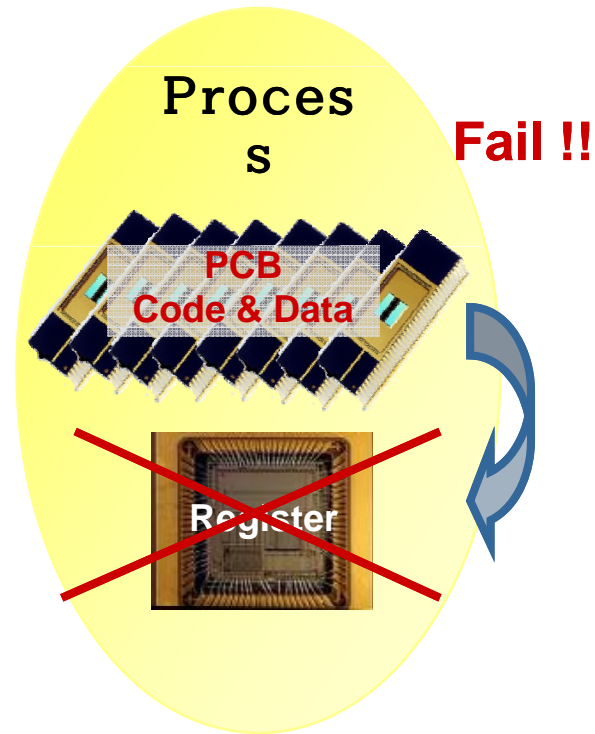 Proces
s
Fail !!
PCB
Code & Data
Register